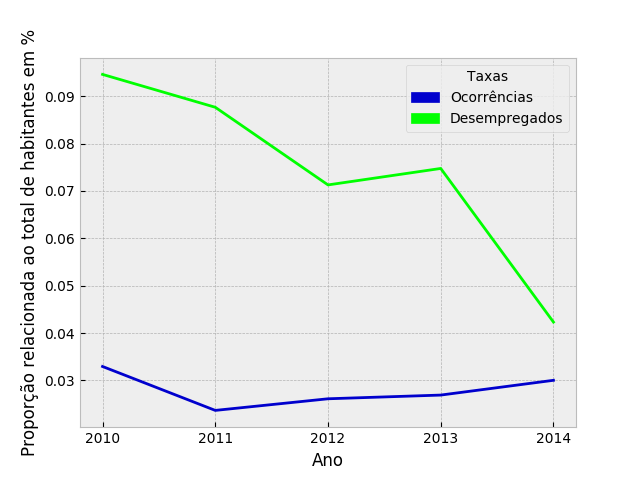 Proporção relacionada ao total de habitantes em %
Taxas
Ocorrências
Desempregados
0.09
0.08
0.07
0.06
0.05
0.04
0.03
2010 2011 2012 2013 2014
Ano